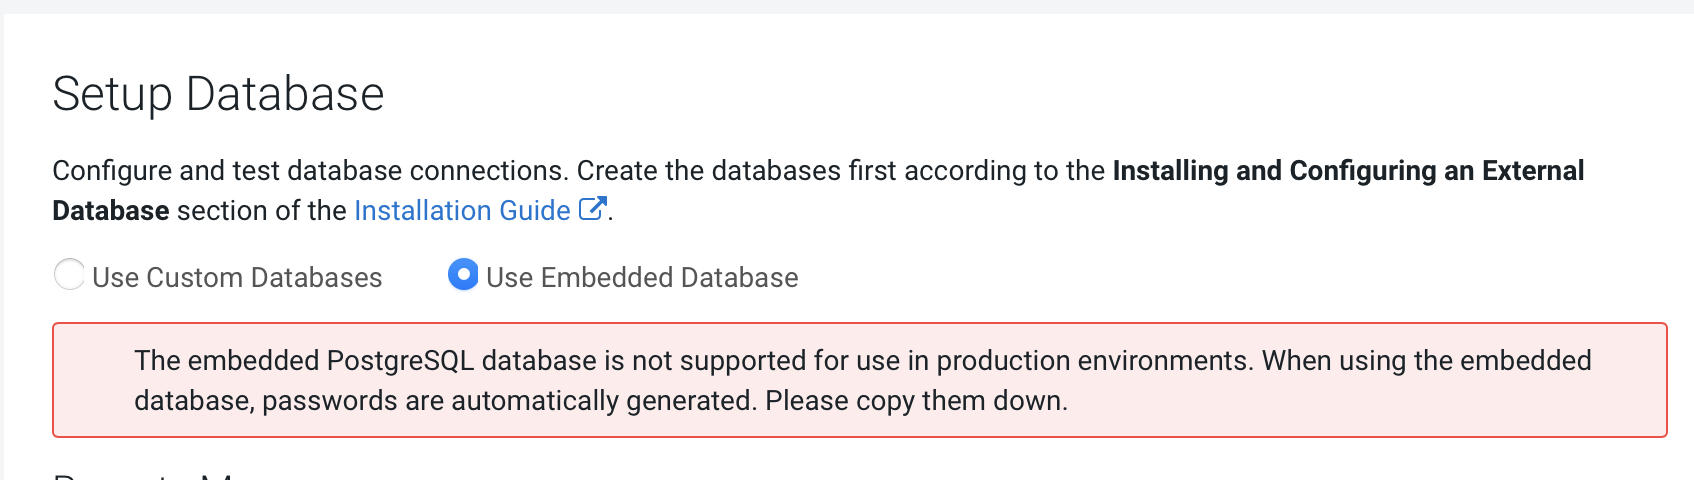 Setup Database
Configure and test database connections. Create the databases first according to the Installing and Configuring an External
Database section of the Installation Guide.
Use Custom Databases Use Embedded Database
The embedded PostgreSQL database is not supported for use in production environments. When using the embedded
database, passwords are automatically generated. Please copy them down.